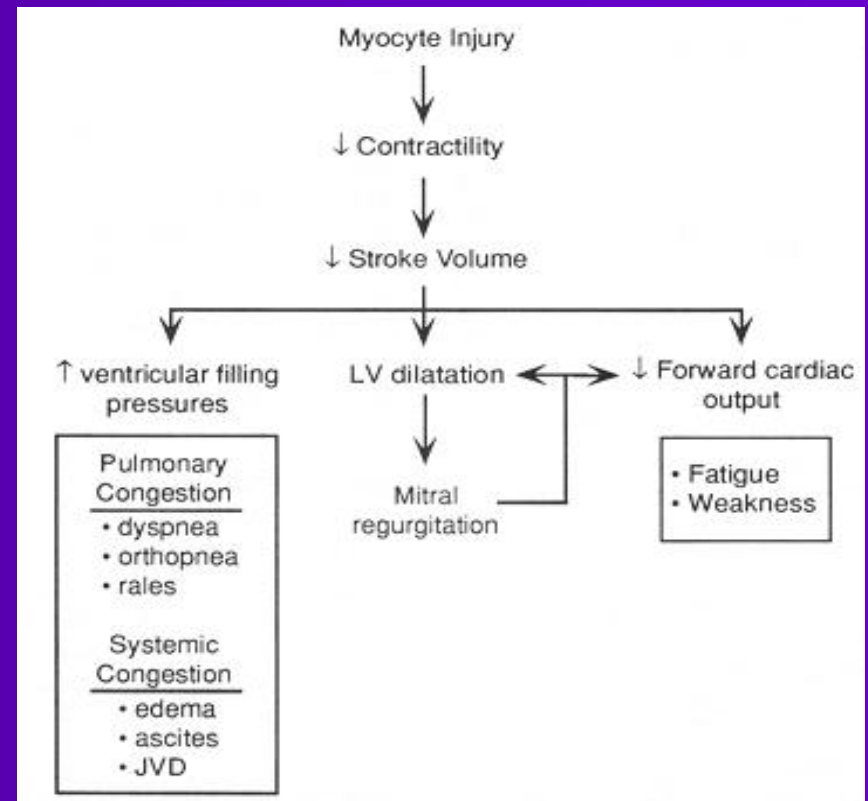 Myocyte Injury
↓ Contractility
↓ Stroke Volume
↑ ventricular filling
pressures
LV dilatation
↓ Forward cardiac
output
Pulmonary
Congestion
• dyspnea
• orthopnea
• rales
Systemic
Congestion
• edema
• ascites
• JVD
Mitral
regurgitation
• Fatigue
• Weakness